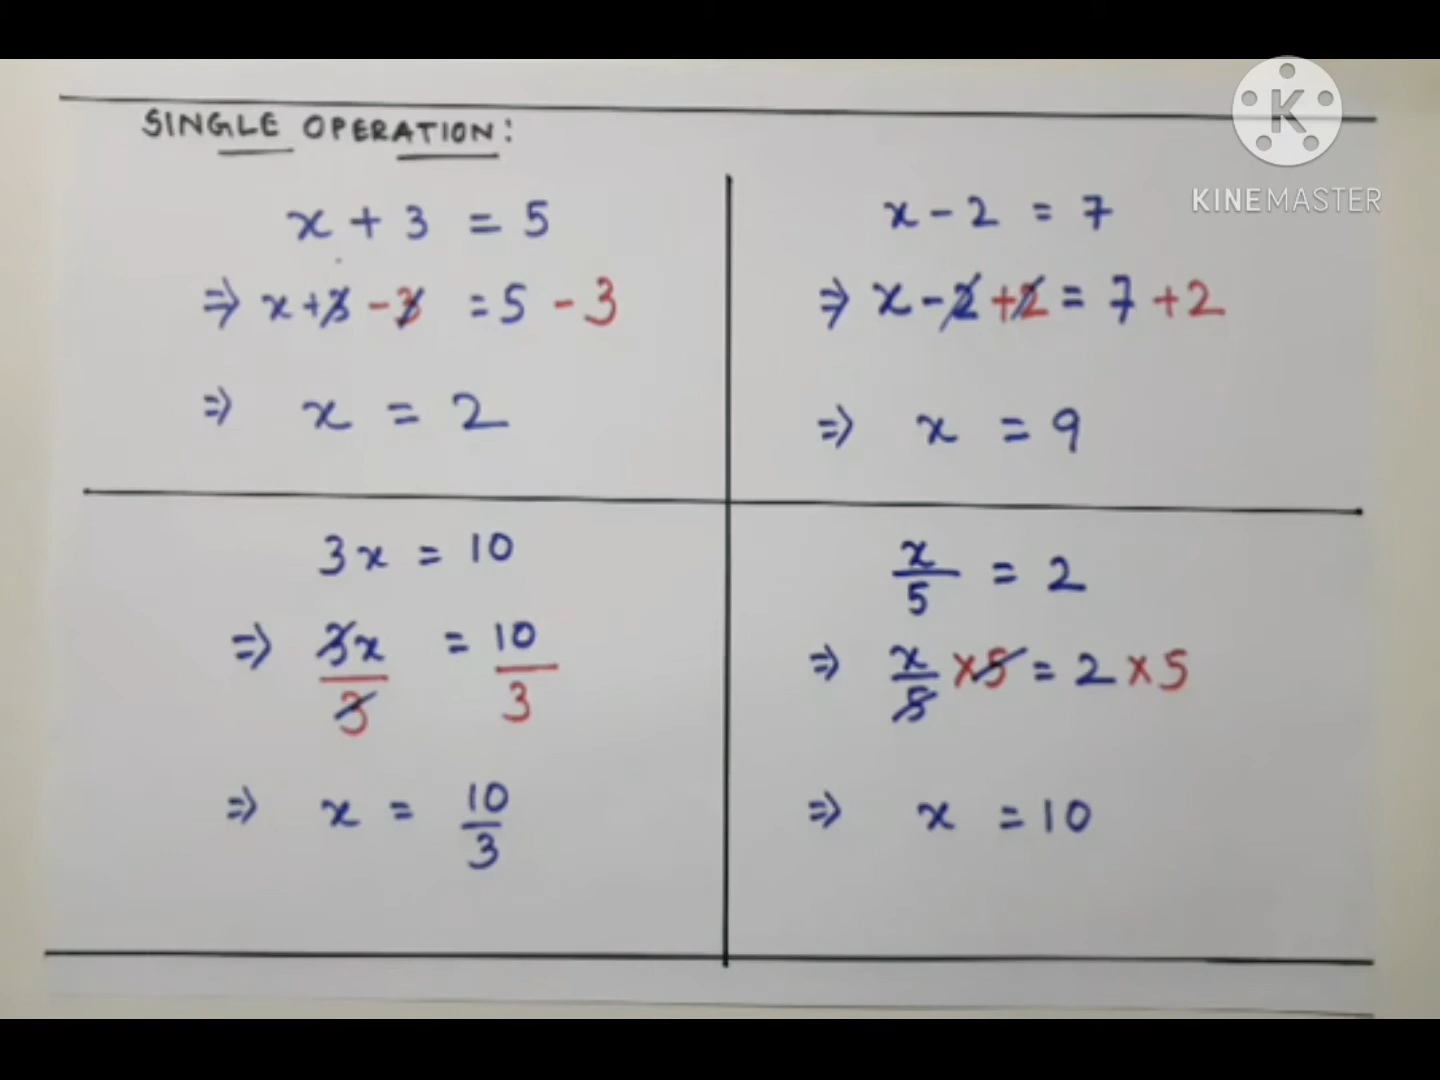 SINGLE OPERATION:
x + 3 = 5
⇒ x + 3 - 3 = 5 - 3
⇒ x = 2
x - 2 = 7
⇒ x - 2 + 2 = 7 + 2
⇒ x = 9
3x = 10
⇒ 3x/3 = 10/3
⇒ x = 10/3
x/5 = 2
⇒ x/5 × 5 = 2 × 5
⇒ x = 10
K
KINEMASTER